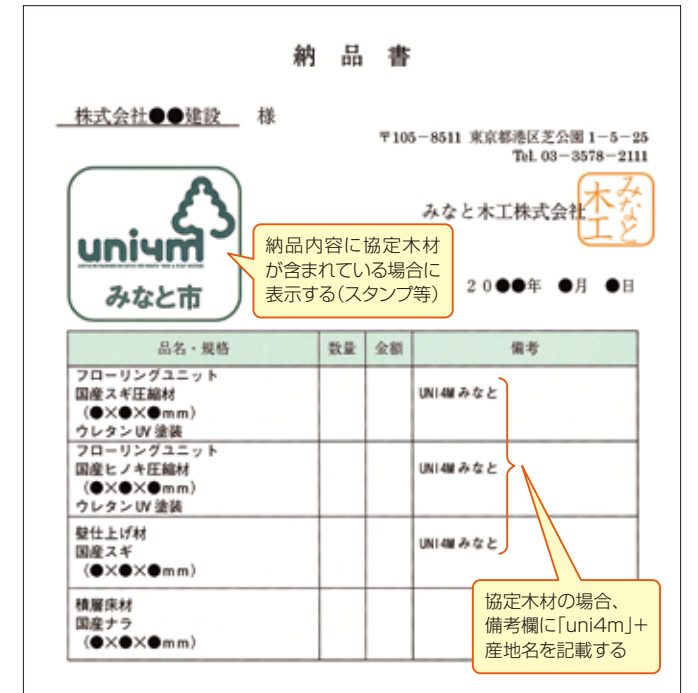 納品書
株式会社●●建設 様
〒105-8511 東京都港区芝公園1-5-25
Tel. 03-3578-2111
みなと木工株式会社
みなと
木工
uni4m
みなと市
納品内容に協定木材
が含まれている場合に
表示する(スタンプ等)
20●●年 ●月 ●日
品名・規格 数量 金額 備考
フローリングユニット
国産スギ圧縮材 UNI4M みなと
(●×●×●mm)
ウレタンUV塗装
フローリングユニット
国産ヒノキ圧縮材 UNI4M みなと
(●×●×●mm)
ウレタンUV塗装
壁仕上げ材
国産スギ UNI4M みなと
(●×●×●mm)
積層床材
国産ナラ
(●×●×●mm)
協定木材の場合、
備考欄に「uni4m」+
産地名を記載する